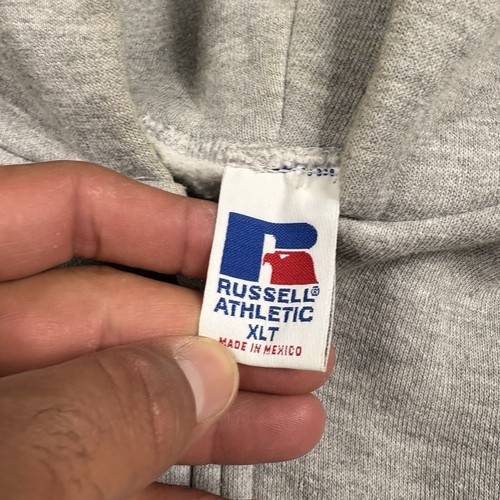 RUSSELL®
ATHLETIC
XLT
MADE IN MEXICO